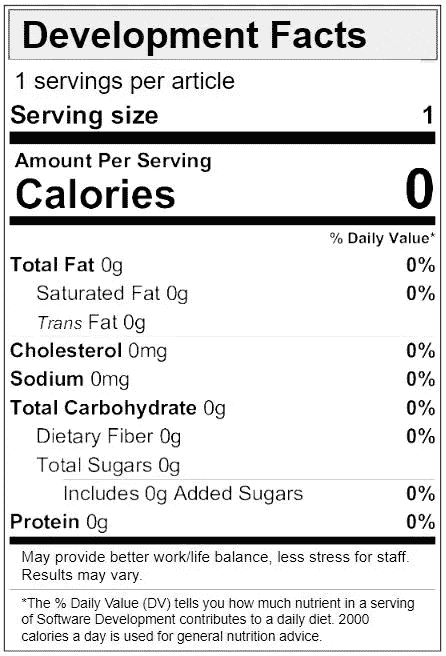 Development Facts
1 servings per article
Serving size 1
Amount Per Serving
Calories 0
% Daily Value*
Total Fat 0g 0%
Saturated Fat 0g 0%
Trans Fat 0g
Cholesterol 0mg 0%
Sodium 0mg 0%
Total Carbohydrate 0g 0%
Dietary Fiber 0g 0%
Total Sugars 0g
Includes 0g Added Sugars 0%
Protein 0g 0%
May provide better work/life balance, less stress for staff.
Results may vary.
*The % Daily Value (DV) tells you how much nutrient in a serving
of Software Development contributes to a daily diet. 2000
calories a day is used for general nutrition advice.